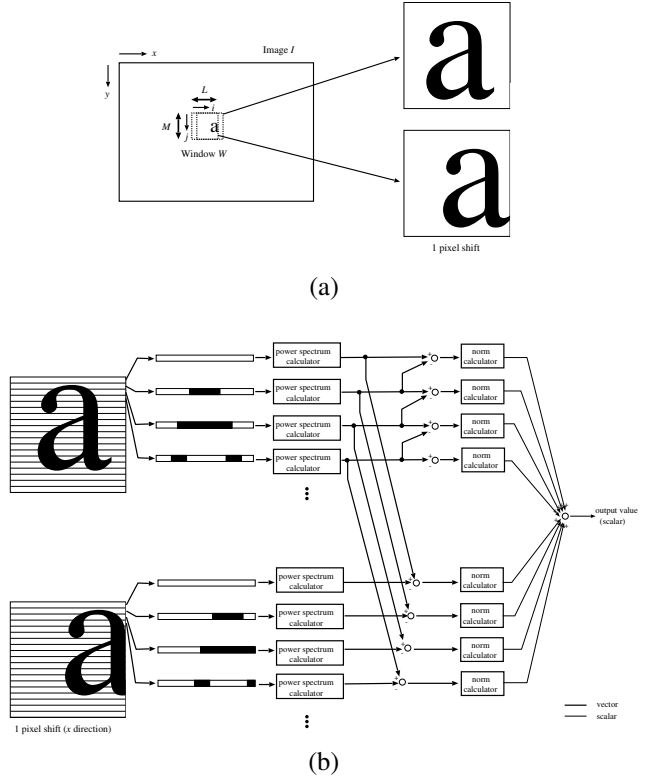 x
Image I
y
L
i
M
j
a
Window W
a
a
1 pixel shift
(a)
power spectrum
calculator
+
-
norm
calculator
power spectrum
calculator
+
-
norm
calculator
power spectrum
calculator
+
-
norm
calculator
power spectrum
calculator
+
-
norm
calculator
a
+
+
output value
(scalar)
power spectrum
calculator
+
-
norm
calculator
power spectrum
calculator
+
-
norm
calculator
power spectrum
calculator
+
-
norm
calculator
power spectrum
calculator
+
-
norm
calculator
a
1 pixel shift (x direction)
vector
scalar
(b)